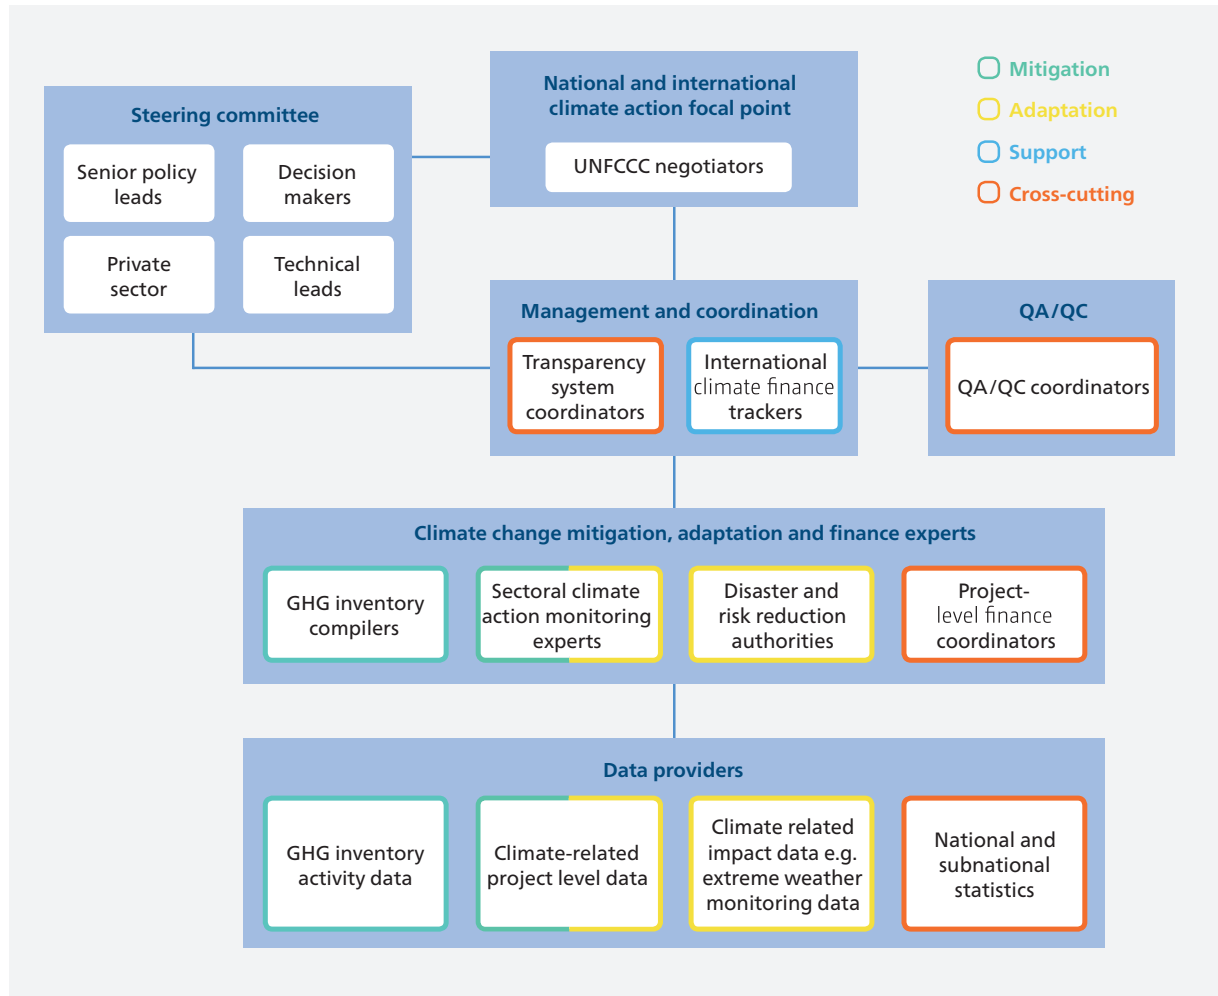 National and international
climate action focal point
UNFCCC negotiators
Mitigation
Adaptation
Support
Cross-cutting
Steering committee
Senior policy
leads
Decision
makers
Private
sector
Technical
leads
Management and coordination
Transparency
system
coordinators
International
climate finance
trackers
QA/QC
QA/QC coordinators
Climate change mitigation, adaptation and finance experts
GHG inventory
compilers
Sectoral climate
action monitoring
experts
Disaster and
risk reduction
authorities
Project-
level finance
coordinators
Data providers
GHG inventory
activity data
Climate-related
project level data
Climate related
impact data e.g.
extreme weather
monitoring data
National and
subnational
statistics